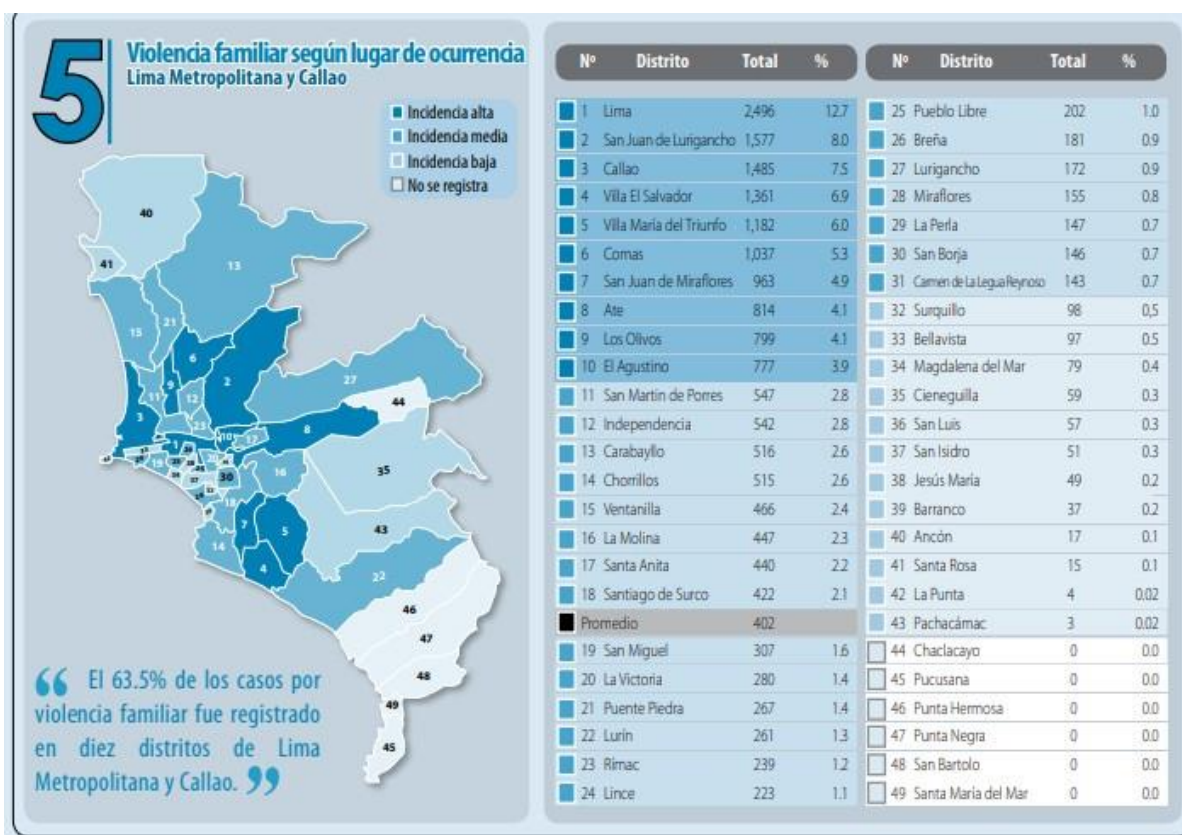 5
Violencia familiar según lugar de ocurrencia
Lima Metropolitana y Callao
Incidencia alta
Incidencia media
Incidencia baja
No se registra
40
41
13
15
21
6
2
9
11
12
3
23
27
44
8
10
17
1
19
20
16
35
30
18
7
5
43
14
4
22
46
47
48
49
45
“ El 63.5% de los casos por
violencia familiar fue registrado
en diez distritos de Lima
Metropolitana y Callao. ”
Nº Distrito Total %
1 Lima 2,496 12.7
2 San Juan de Lurigancho 1,577 8.0
3 Callao 1,485 7.5
4 Villa El Salvador 1,361 6.9
5 Villa María del Triunfo 1,182 6.0
6 Comas 1,037 5.3
7 San Juan de Miraflores 963 4.9
8 Ate 814 4.1
9 Los Olivos 799 4.1
10 El Agustino 777 3.9
11 San Martín de Porres 547 2.8
12 Independencia 542 2.8
13 Carabayllo 516 2.6
14 Chorrillos 515 2.6
15 Ventanilla 466 2.4
16 La Molina 447 2.3
17 Santa Anita 440 2.2
18 Santiago de Surco 422 2.1
Promedio 402
19 San Miguel 307 1.6
20 La Victoria 280 1.4
21 Puente Piedra 267 1.4
22 Lurín 261 1.3
23 Rímac 239 1.2
24 Lince 223 1.1
Nº Distrito Total %
25 Pueblo Libre 202 1.0
26 Breña 181 0.9
27 Lurigancho 172 0.9
28 Miraflores 155 0.8
29 La Perla 147 0.7
30 San Borja 146 0.7
31 Carmen de La Legua Reynoso 143 0.7
32 Surquillo 98 0,5
33 Bellavista 97 0.5
34 Magdalena del Mar 79 0.4
35 Cieneguilla 59 0.3
36 San Luis 57 0.3
37 San Isidro 51 0.3
38 Jesús María 49 0.2
39 Barranco 37 0.2
40 Ancón 17 0.1
41 Santa Rosa 15 0.1
42 La Punta 4 0.02
43 Pachacámac 3 0.02
44 Chaclacayo 0 0.0
45 Pucusana 0 0.0
46 Punta Hermosa 0 0.0
47 Punta Negra 0 0.0
48 San Bartolo 0 0.0
49 Santa María del Mar 0 0.0